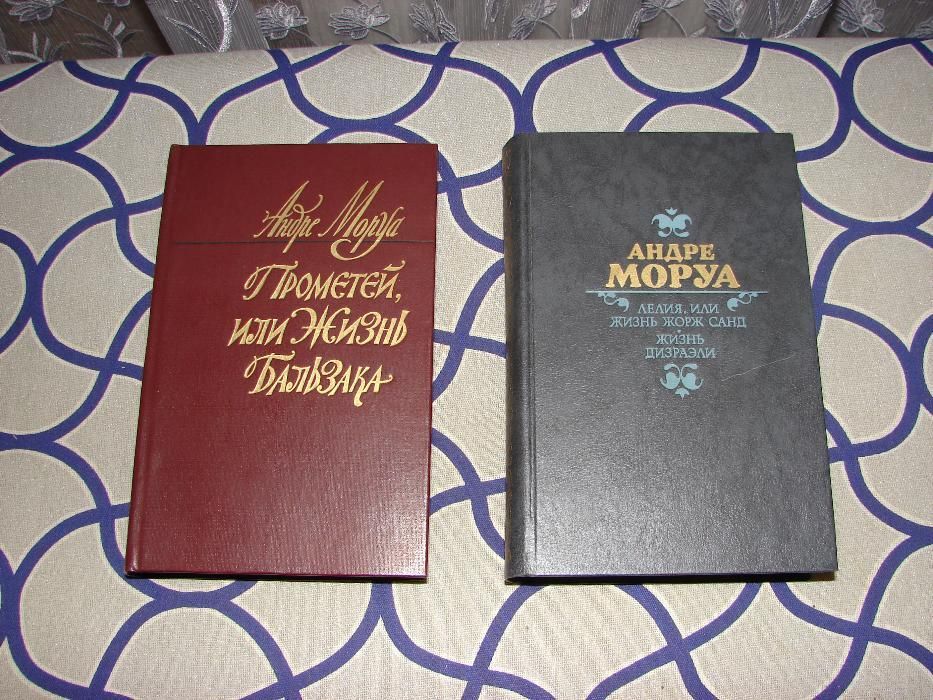 Андре Моруа
Прометей,
или Жизнь
Бальзака
АНДРЕ
МОРУА
ЛЕЛИЯ, ИЛИ
ЖИЗНЬ ЖОРЖ САНД
ЖИЗНЬ
ДИЗРАЭЛИ